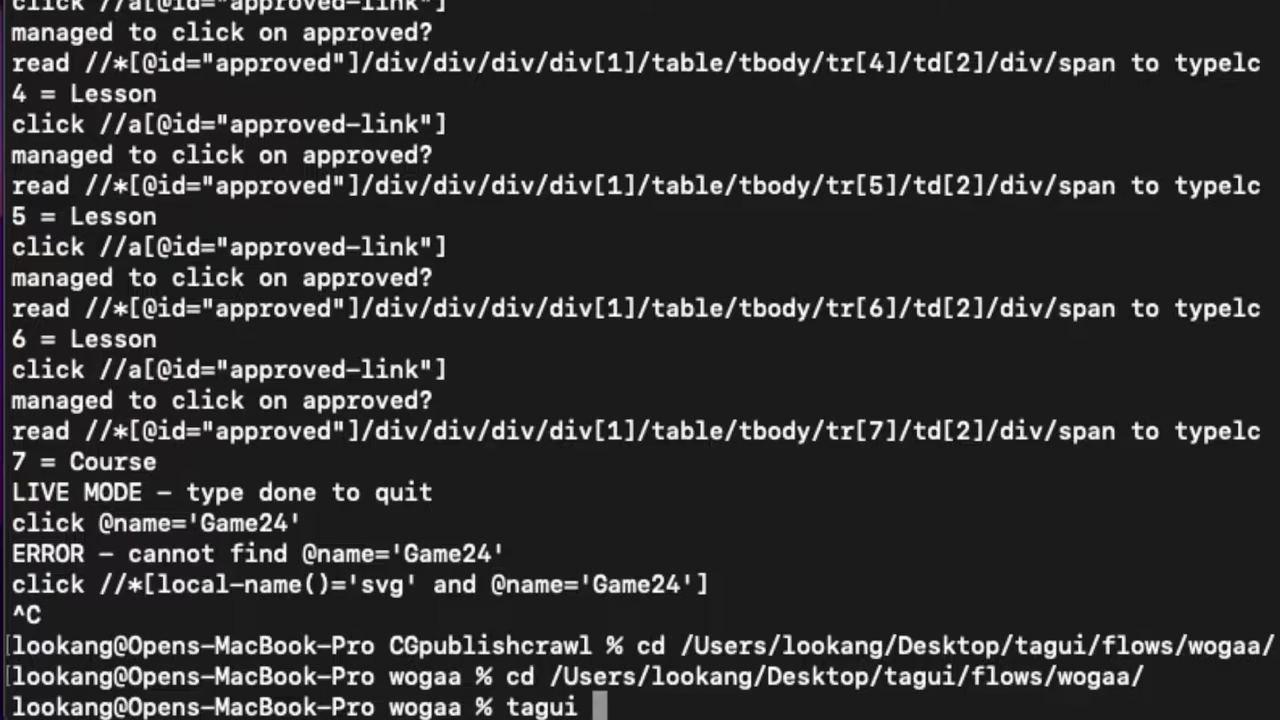 click //a[@id="approved-link"]
managed to click on approved?
read //*[@id="approved"]/div/div/div/div[1]/table/tbody/tr[4]/td[2]/div/span to typelc
4 = Lesson
click //a[@id="approved-link"]
managed to click on approved?
read //*[@id="approved"]/div/div/div/div[1]/table/tbody/tr[5]/td[2]/div/span to typelc
5 = Lesson
click //a[@id="approved-link"]
managed to click on approved?
read //*[@id="approved"]/div/div/div/div[1]/table/tbody/tr[6]/td[2]/div/span to typelc
6 = Lesson
click //a[@id="approved-link"]
managed to click on approved?
read //*[@id="approved"]/div/div/div/div[1]/table/tbody/tr[7]/td[2]/div/span to typelc
7 = Course
LIVE MODE - type done to quit
click @name='Game24'
ERROR - cannot find @name='Game24'
click //*[local-name()='svg' and @name='Game24']
^C
[lookang@Opens-MacBook-Pro CGpublishcrawl % cd /Users/lookang/Desktop/tagui/flows/wogaa/
[lookang@Opens-MacBook-Pro wogaa % cd /Users/lookang/Desktop/tagui/flows/wogaa/
lookang@Opens-MacBook-Pro wogaa % tagui